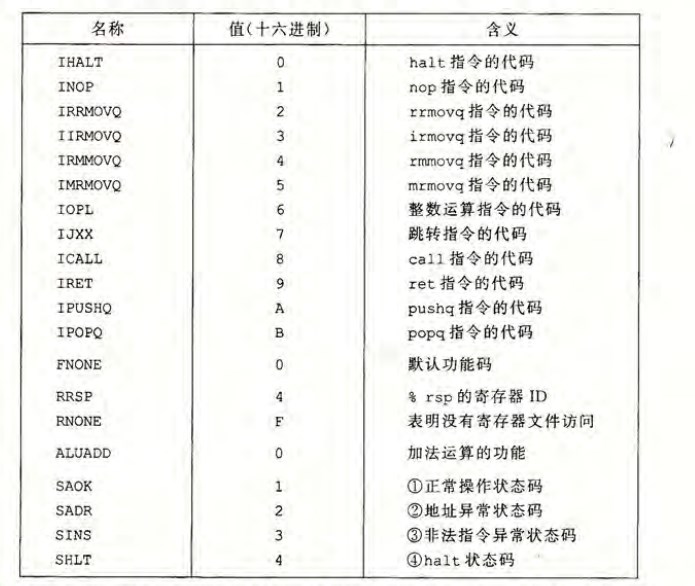 名称 值(十六进制) 含义
IHALT 0 halt 指令的代码
INOP 1 nop 指令的代码
IRRMOVQ 2 rrmovq 指令的代码
IIRMOVQ 3 irmovq 指令的代码
IRMMOVQ 4 rmmovq 指令的代码
IMRMOVQ 5 mrmovq 指令的代码
IOPL 6 整数运算指令的代码
IJXX 7 跳转指令的代码
ICALL 8 call 指令的代码
IRET 9 ret 指令的代码
IPUSHQ A pushq 指令的代码
IPOPQ B popq 指令的代码
FNONE 0 默认功能码
RRSP 4 % rsp 的寄存器 ID
RNONE F 表明没有寄存器文件访问
ALUADD 0 加法运算的功能
SAOK 1 ①正常操作状态码
SADR 2 ②地址异常状态码
SINS 3 ③非法指令异常状态码
SHLT 4 ④halt 状态码